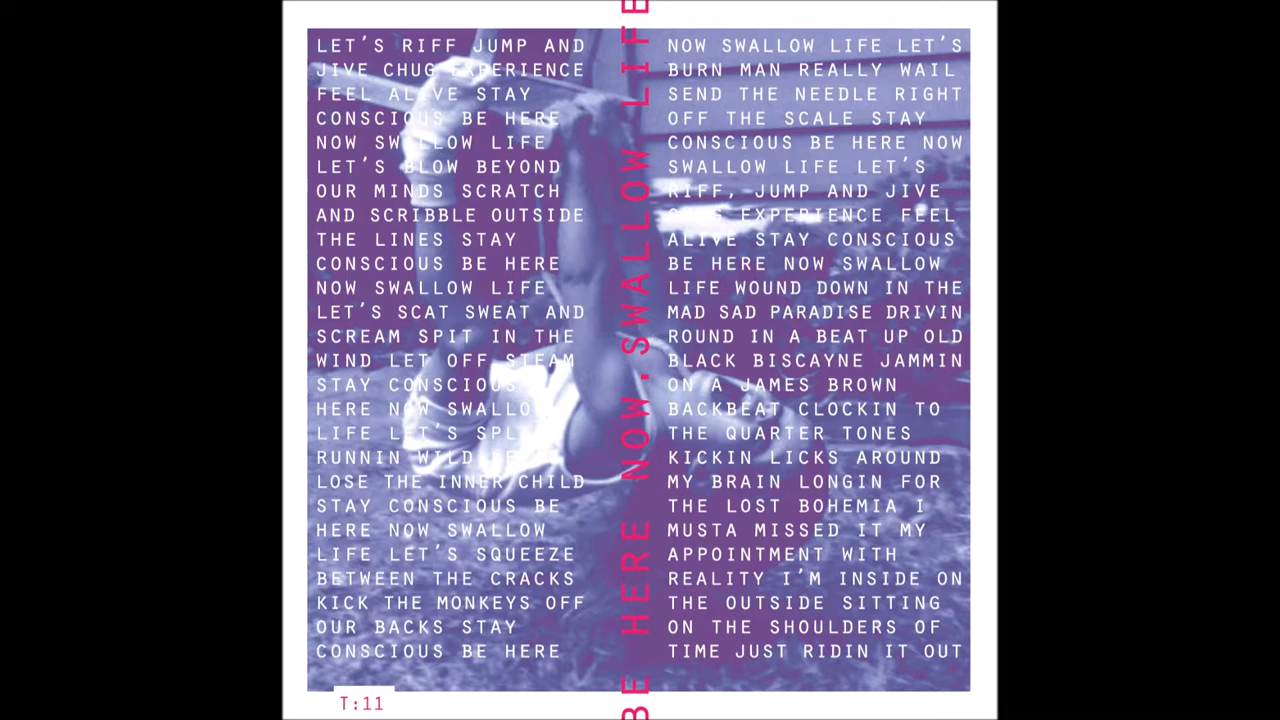 LET'S RIFF JUMP AND
JIVE CHUG EXPERIENCE
FEEL ALIVE STAY
CONSCIOUS BE HERE
NOW SWALLOW LIFE
LET'S BLOW BEYOND
OUR MINDS SCRATCH
AND SCRIBBLE OUTSIDE
THE LINES STAY
CONSCIOUS BE HERE
NOW SWALLOW LIFE
LET'S SCAT SWEAT AND
SCREAM SPIT IN THE
WIND LET OFF STEAM
STAY CONSCIOUS
HERE NOW SWALLOW
LIFE LET'S
RUNNIN WILD
LOSE THE INNER CHILD
STAY CONSCIOUS BE
HERE NOW SWALLOW
LIFE LET'S SQUEEZE
BETWEEN THE CRACKS
KICK THE MONKEYS OFF
OUR BACKS STAY
CONSCIOUS BE HERE
BE HERE NOW. SWALLOW LIFE
NOW SWALLOW LIFE LET'S
BURN MAN REALLY WAIL
SEND THE NEEDLE RIGHT
OFF THE SCALE STAY
CONSCIOUS BE HERE NOW
SWALLOW LIFE LET'S
RIFF, JUMP AND JIVE
CHUG EXPERIENCE FEEL
ALIVE STAY CONSCIOUS
BE HERE NOW SWALLOW
LIFE WOUND DOWN IN THE
MAD SAD PARADISE DRIVIN
ROUND IN A BEAT UP OLD
BLACK BISCAYNE JAMMIN
ON A JAMES BROWN
BACKBEAT CLOCKIN TO
THE QUARTER TONES
KICKIN LICKS AROUND
MY BRAIN LONGIN FOR
THE LOST BOHEMIA I
MUSTA MISSED IT MY
APPOINTMENT WITH
REALITY I'M INSIDE ON
THE OUTSIDE SITTING
ON THE SHOULDERS OF
TIME JUST RIDIN IT OUT
T:11